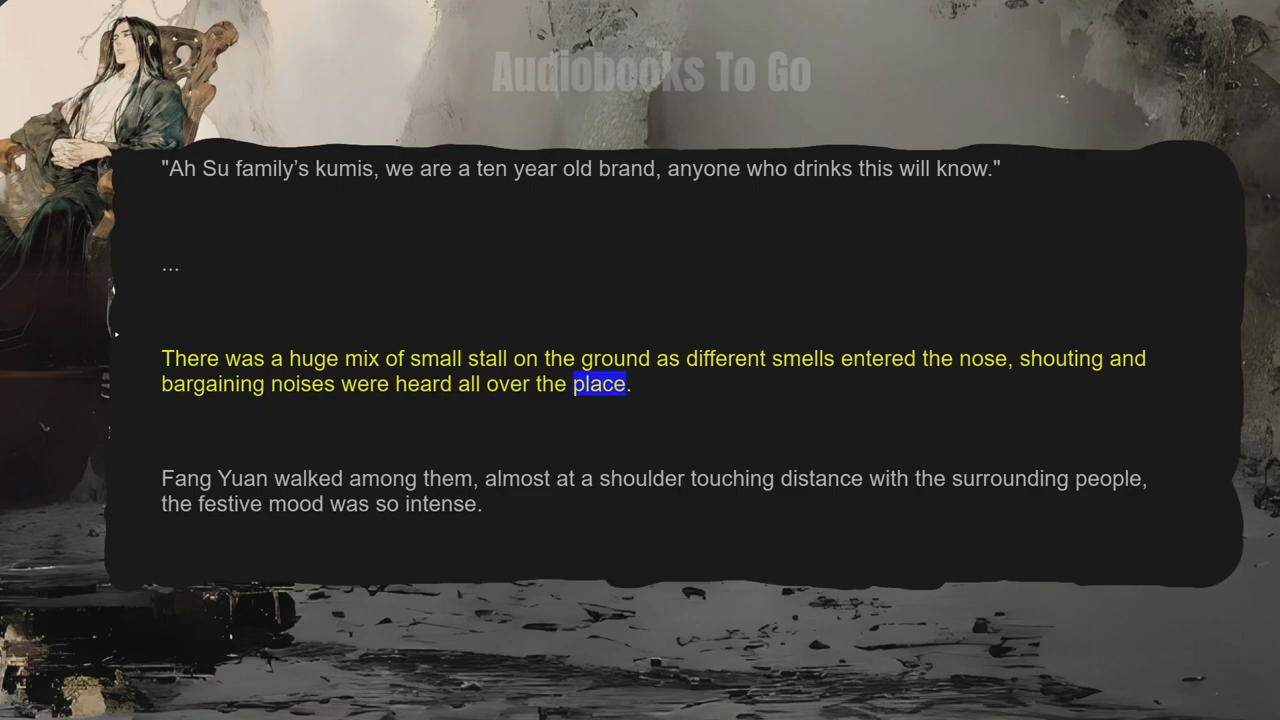 Audiobooks To Go
"Ah Su family’s kumis, we are a ten year old brand, anyone who drinks this will know."
...
There was a huge mix of small stall on the ground as different smells entered the nose, shouting and
bargaining noises were heard all over the place.
Fang Yuan walked among them, almost at a shoulder touching distance with the surrounding people,
the festive mood was so intense.